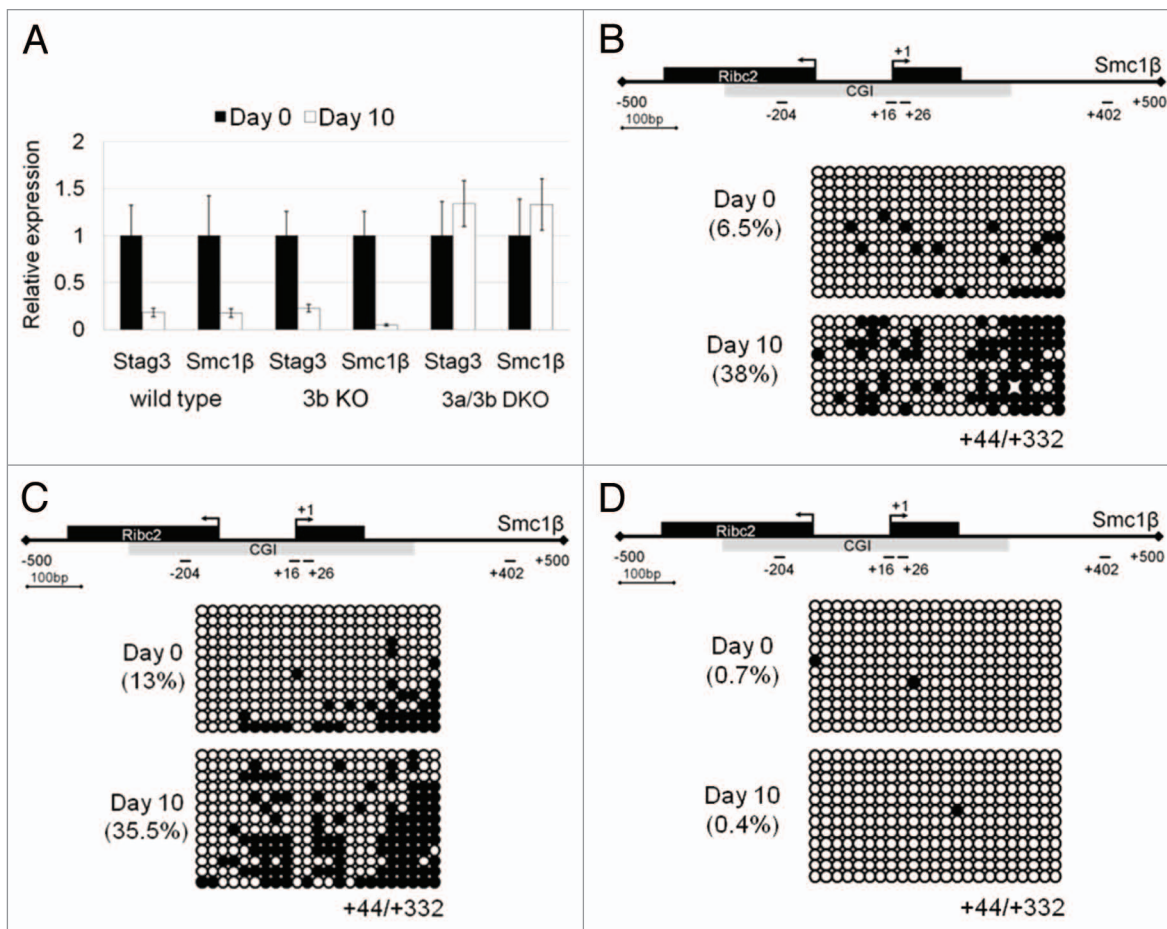 A
■Day 0 □Day 10
Relative expression
2
1.5
1
0.5
0
Stag3 Smc1β Stag3 Smc1β Stag3 Smc1β
wild type 3b KO 3a/3b DKO
B
+1
Smc1β
Ribc2
CGI
-500 +500
-204 +16 +26 +402
100bp
Day 0
(6.5%)
Day 10
(38%)
+44/+332
C
+1
Smc1β
Ribc2
CGI
-500 +500
-204 +16 +26 +402
100bp
Day 0
(13%)
Day 10
(35.5%)
+44/+332
D
+1
Smc1β
Ribc2
CGI
-500 +500
-204 +16 +26 +402
100bp
Day 0
(0.7%)
Day 10
(0.4%)
+44/+332